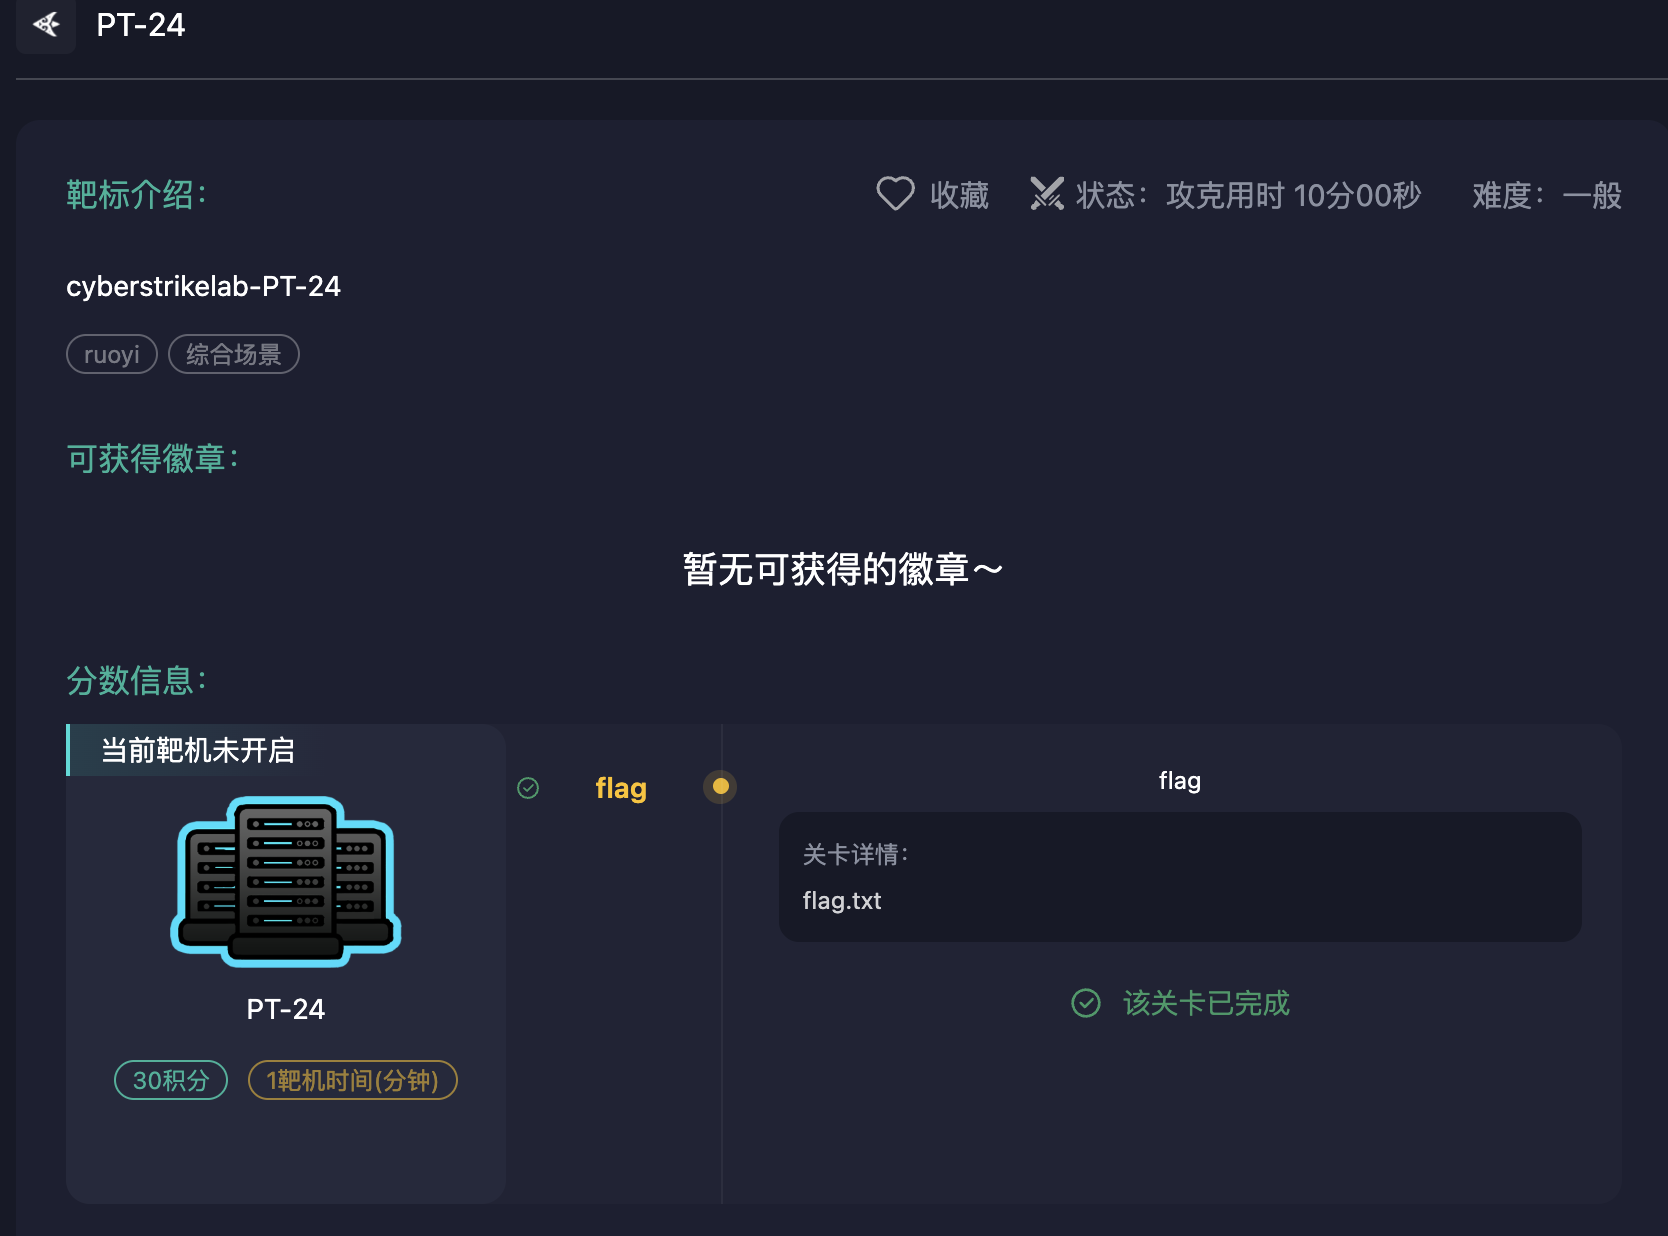 PT-24
靶标介绍：
收藏
状态：攻克用时 10分00秒
难度：一般
cyberstrikelab-PT-24
ruoyi
综合场景
可获得徽章：
暂无可获得的徽章～
分数信息：
当前靶机未开启
PT-24
30积分
1靶机时间(分钟)
flag
flag
关卡详情：
flag.txt
该关卡已完成